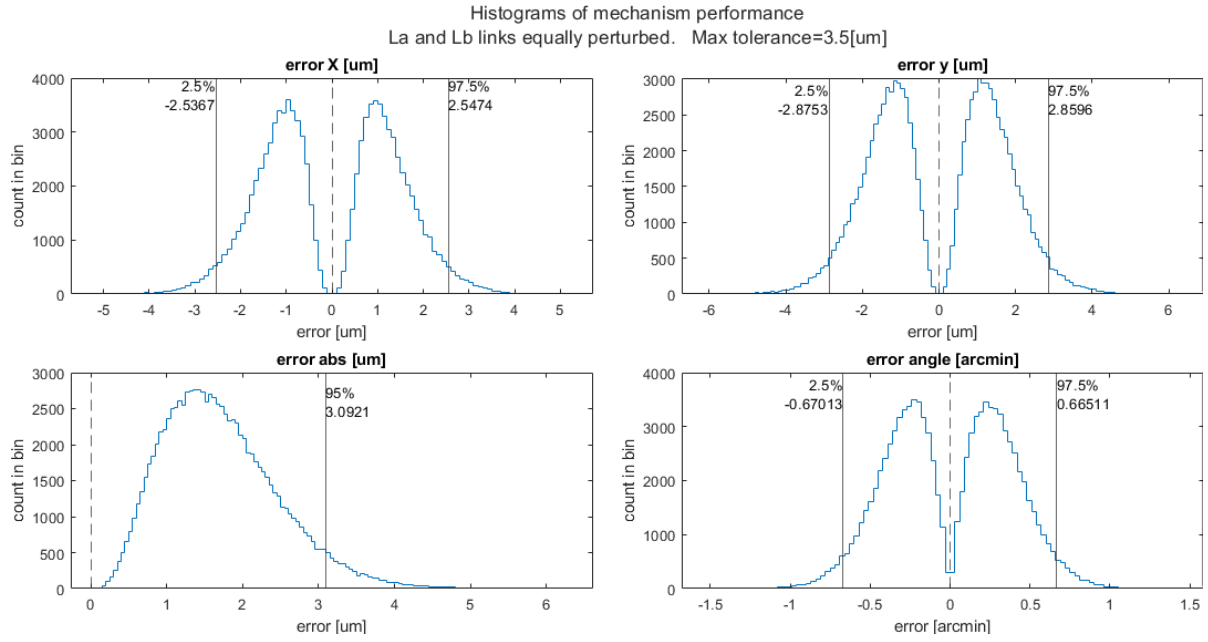 Histograms of mechanism performance
La and Lb links equally perturbed.   Max tolerance=3.5[um]
error X [um]
4000
3000
2000
1000
0
count in bin
2.5%
-2.5367
97.5%
2.5474
-5 -4 -3 -2 -1 0 1 2 3 4 5
error [um]
error y [um]
3000
2500
2000
1500
1000
500
0
count in bin
2.5%
-2.8753
97.5%
2.8596
-6 -4 -2 0 2 4 6
error [um]
error abs [um]
3000
2500
2000
1500
1000
500
0
count in bin
95%
3.0921
0 1 2 3 4 5 6
error [um]
error angle [arcmin]
4000
3000
2000
1000
0
count in bin
2.5%
-0.67013
97.5%
0.66511
-1.5 -1 -0.5 0 0.5 1 1.5
error [arcmin]